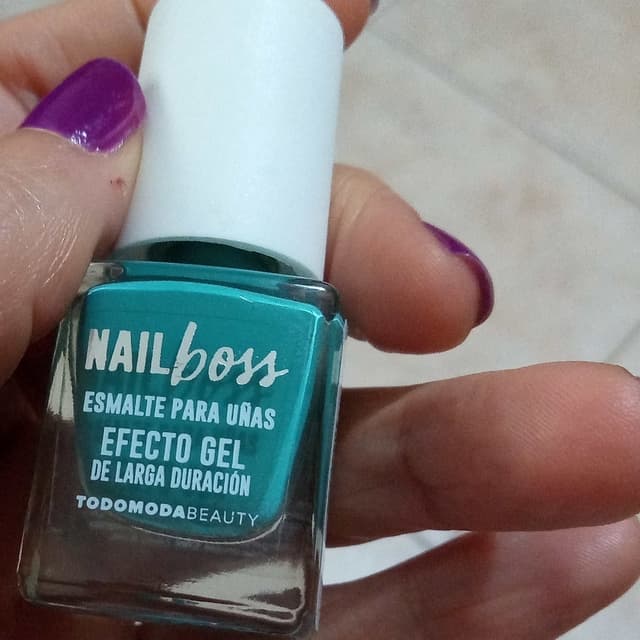 NAILboss
ESMALTE PARA UÑAS
EFECTO GEL
DE LARGA DURACIÓN
TODOMODABEAUTY